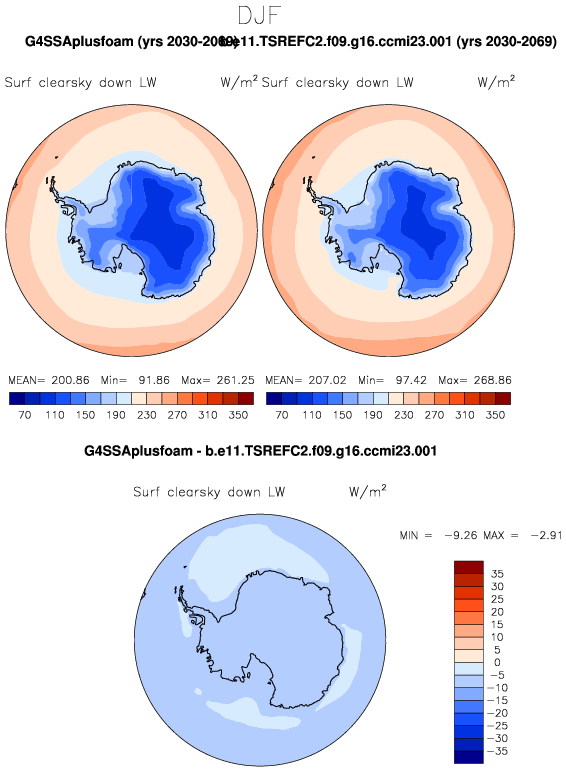 DJF
G4SSAplusfoam (yrs 2030-2069) b.e11.TSREFC2.f09.g16.ccmi23.001 (yrs 2030-2069)
Surf clearsky down LW W/m² Surf clearsky down LW W/m²
MEAN= 200.86 Min= 91.86 Max= 261.25 MEAN= 207.02 Min= 97.42 Max= 268.86
70 110 150 190 230 270 310 350 70 110 150 190 230 270 310 350
G4SSAplusfoam - b.e11.TSREFC2.f09.g16.ccmi23.001
Surf clearsky down LW W/m²
MIN = -9.26 MAX = -2.91
35
30
25
20
15
10
5
0
-5
-10
-15
-20
-25
-30
-35